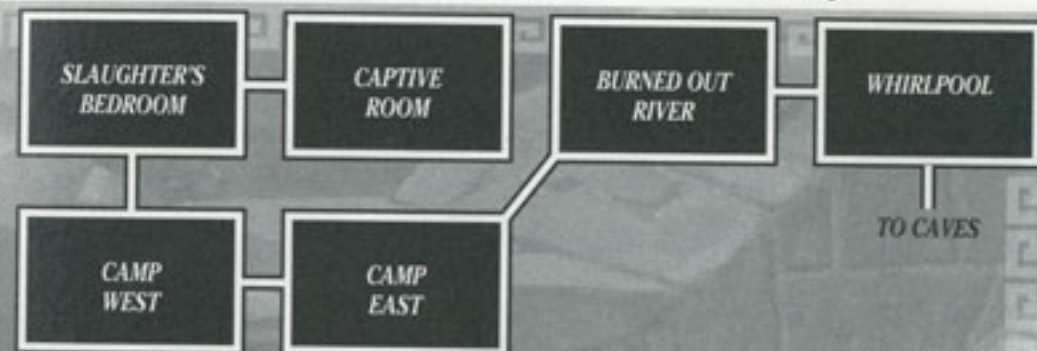 SLAUGHTER'S
BEDROOM
CAPTIVE
ROOM
BURNED OUT
RIVER
WHIRLPOOL
TO CAVES
CAMP
WEST
CAMP
EAST